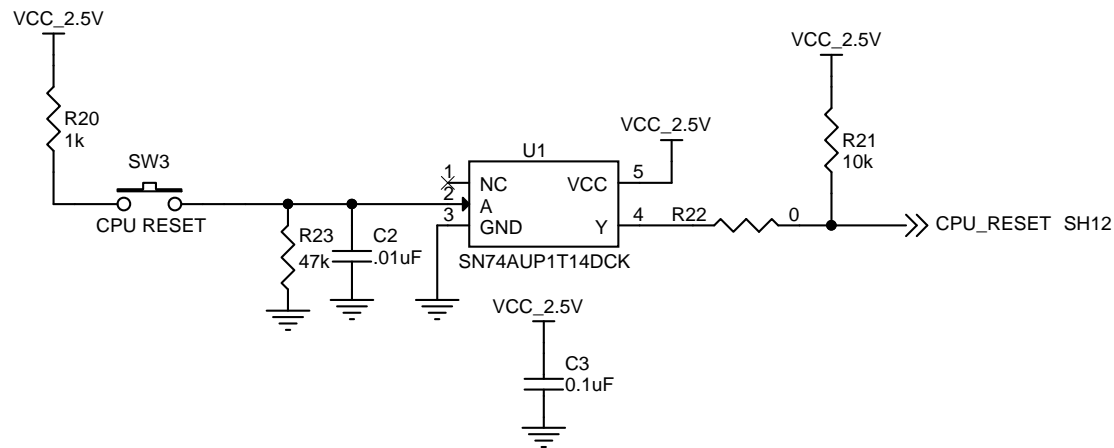 VCC_2.5V
R20
1k
SW3
CPU RESET
R23
47k
C2
.01uF
U1
1
NC
2
A
3
GND
VCC
5
Y
4
SN74AUP1T14DCK
VCC_2.5V
R22
0
VCC_2.5V
R21
10k
CPU_RESET SH12
VCC_2.5V
C3
0.1uF